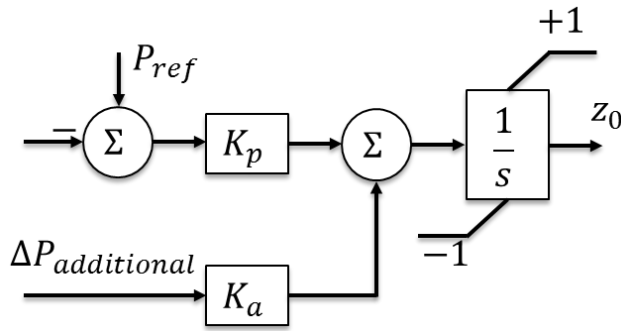 +1
P_ref
−
Σ
K_p
Σ
1/s
z_0
−1
ΔP_additional
K_a